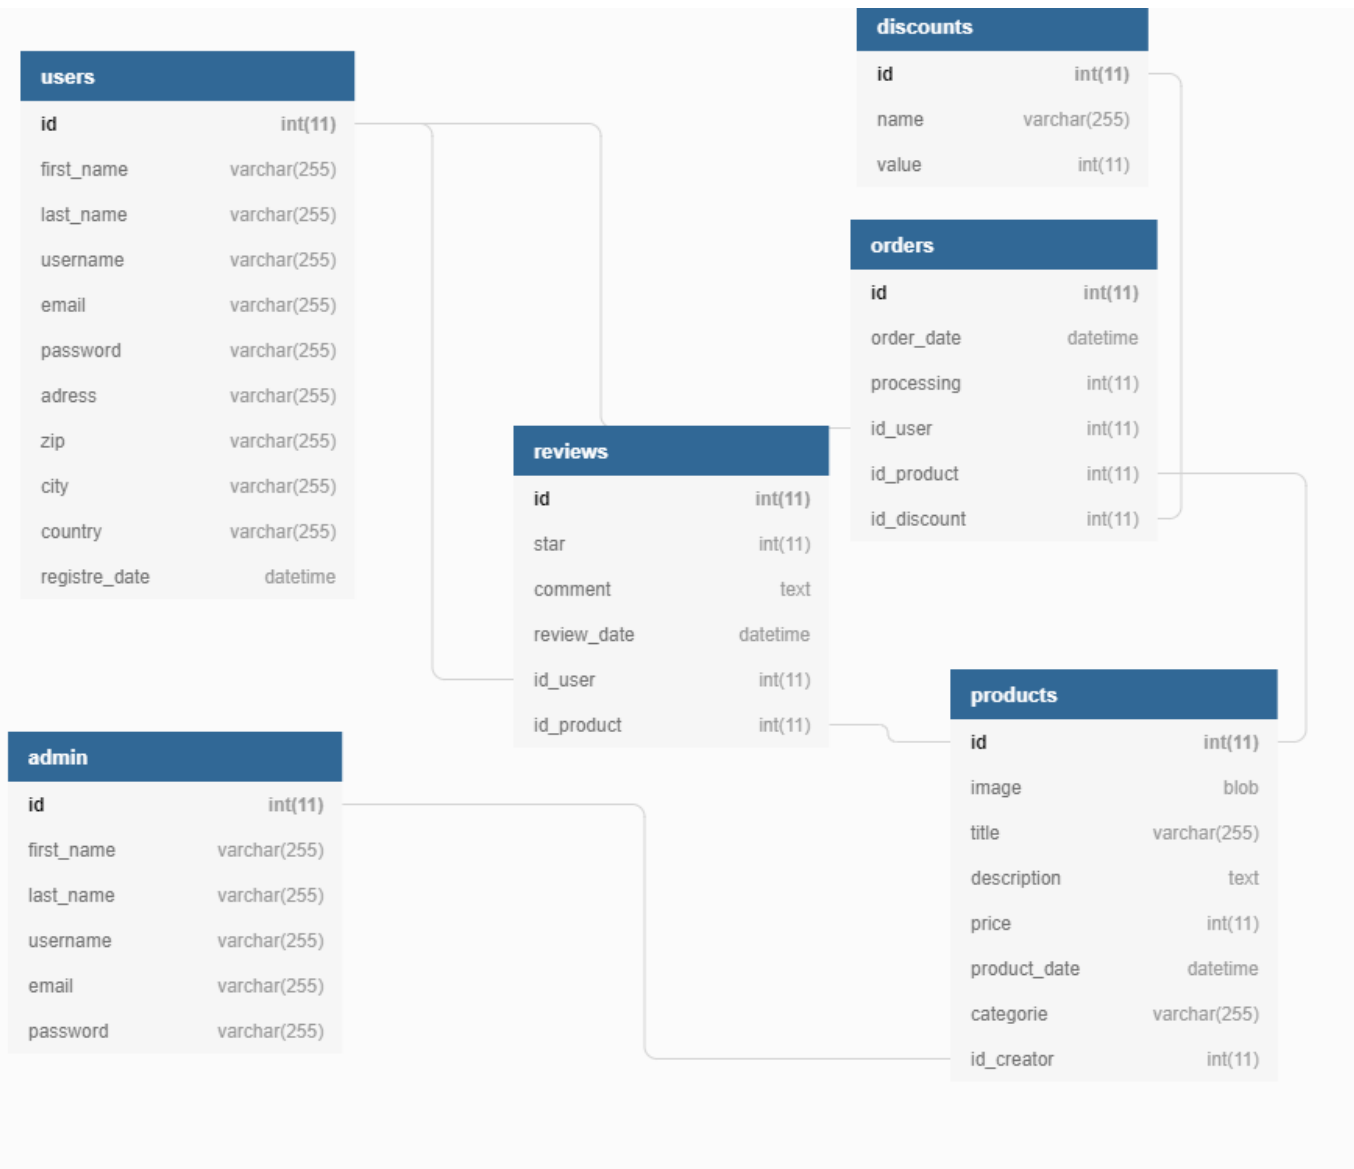 users
id int(11)
first_name varchar(255)
last_name varchar(255)
username varchar(255)
email varchar(255)
password varchar(255)
adress varchar(255)
zip varchar(255)
city varchar(255)
country varchar(255)
registre_date datetime
discounts
id int(11)
name varchar(255)
value int(11)
orders
id int(11)
order_date datetime
processing int(11)
id_user int(11)
id_product int(11)
id_discount int(11)
reviews
id int(11)
star int(11)
comment text
review_date datetime
id_user int(11)
id_product int(11)
admin
id int(11)
first_name varchar(255)
last_name varchar(255)
username varchar(255)
email varchar(255)
password varchar(255)
products
id int(11)
image blob
title varchar(255)
description text
price int(11)
product_date datetime
categorie varchar(255)
id_creator int(11)